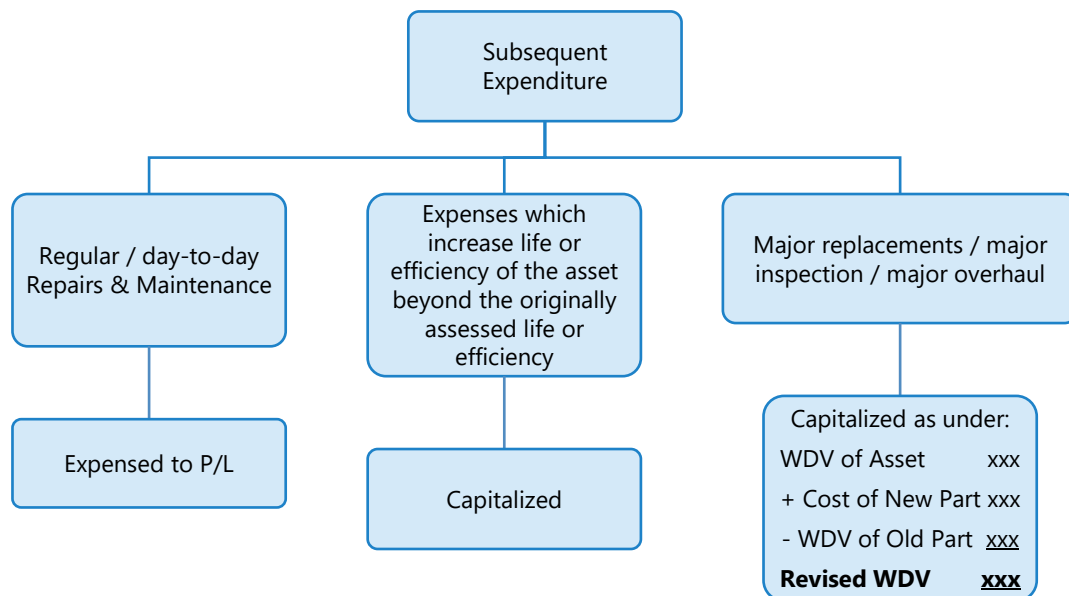 Subsequent
Expenditure
Regular / day-to-day
Repairs & Maintenance
Expenses which
increase life or
efficiency of the asset
beyond the originally
assessed life or
efficiency
Major replacements / major
inspection / major overhaul
Expensed to P/L
Capitalized
Capitalized as under:
WDV of Asset xxx
+ Cost of New Part xxx
- WDV of Old Part xxx
Revised WDV xxx